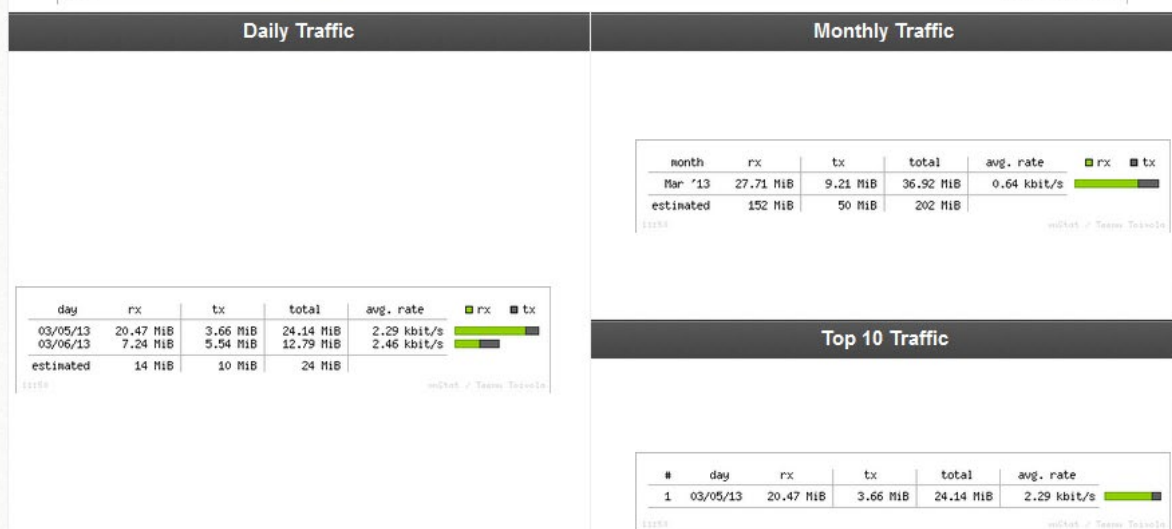 Daily Traffic
day rx tx total avg. rate rx tx
03/05/13 20.47 MiB 3.66 MiB 24.14 MiB 2.29 kbit/s
03/06/13 7.24 MiB 5.54 MiB 12.79 MiB 2.46 kbit/s
estimated 14 MiB 10 MiB 24 MiB
Monthly Traffic
month rx tx total avg. rate rx tx
Mar '13 27.71 MiB 9.21 MiB 36.92 MiB 0.64 kbit/s
estimated 152 MiB 50 MiB 202 MiB
Top 10 Traffic
# day rx tx total avg. rate
1 03/05/13 20.47 MiB 3.66 MiB 24.14 MiB 2.29 kbit/s